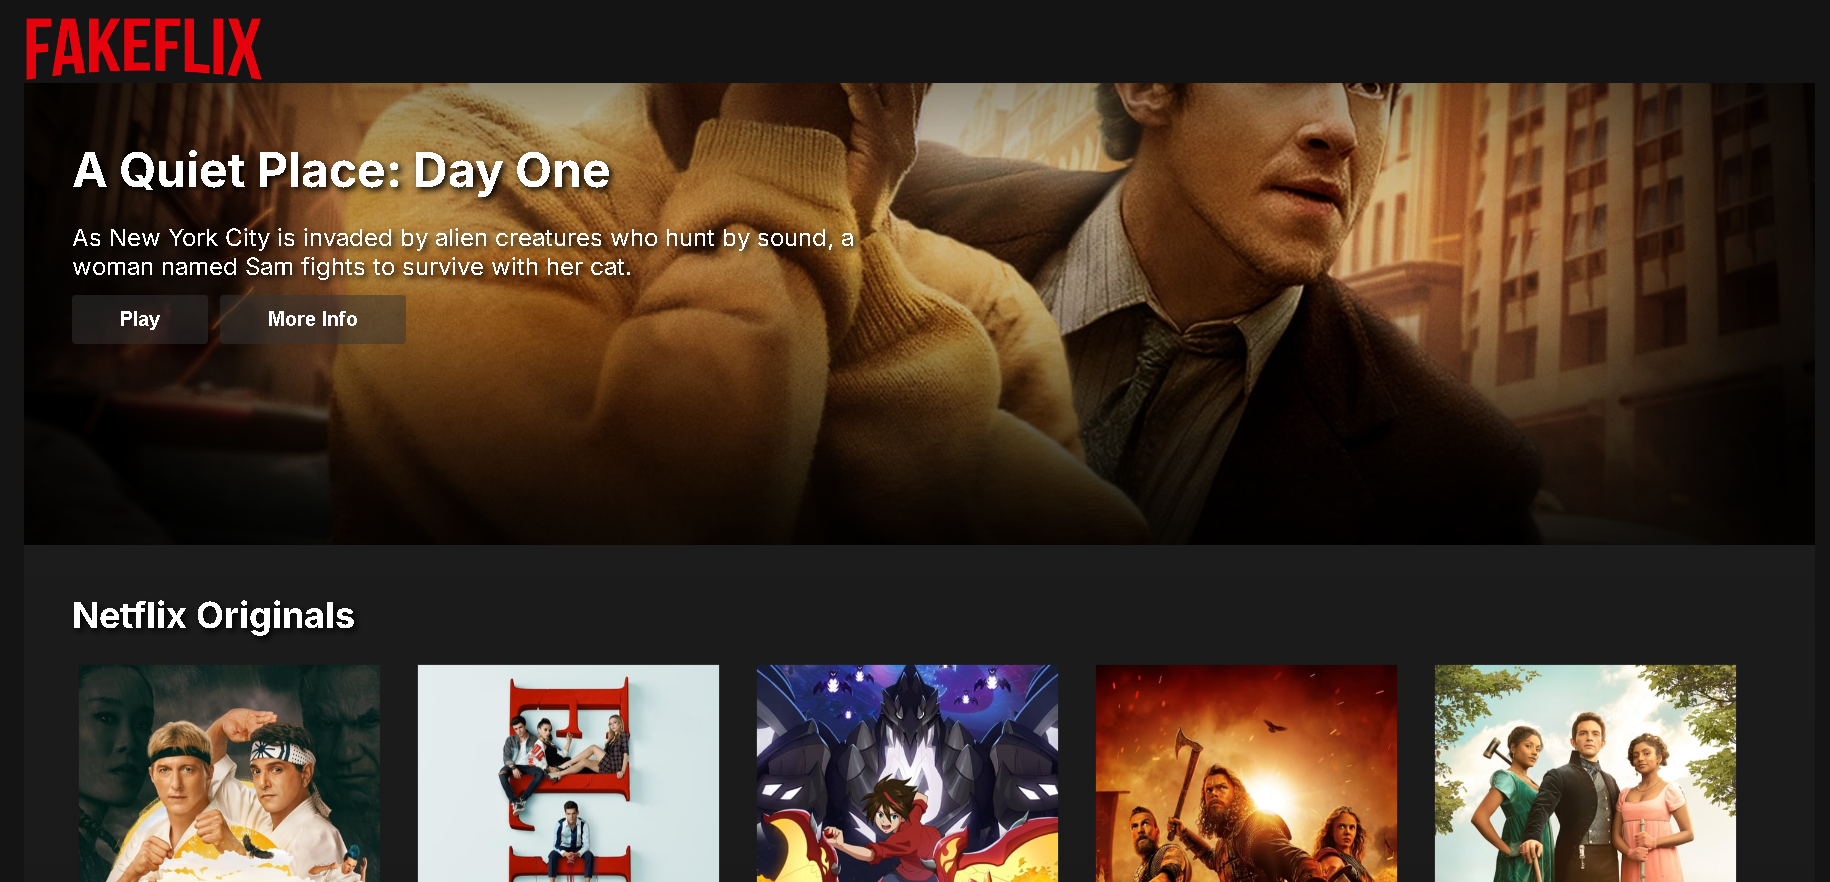 FAKEFLIX
A Quiet Place: Day One
As New York City is invaded by alien creatures who hunt by sound, a
woman named Sam fights to survive with her cat.
Play
More Info
Netflix Originals